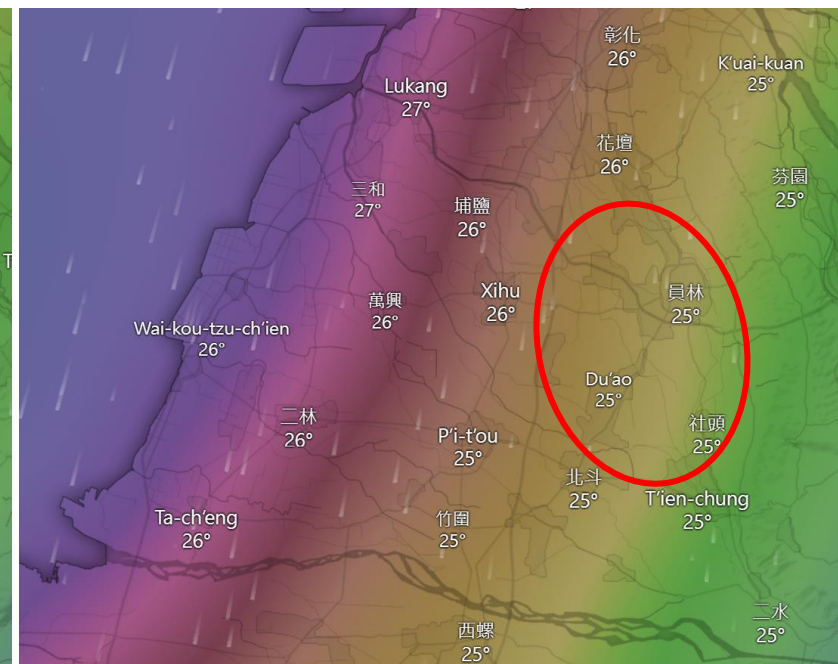 彰化
26°
K'uai-kuan
25°
Lukang
27°
花壇
26°
芬園
25°
三和
27°
埔鹽
26°
T
萬興
26°
Xihu
26°
員林
25°
Wai-kou-tzu-ch'ien
26°
Du'ao
25°
二林
26°
P'i-t'ou
25°
社頭
25°
北斗
25°
T'ien-chung
25°
Ta-ch'eng
26°
竹圍
25°
二水
25°
西螺
25°